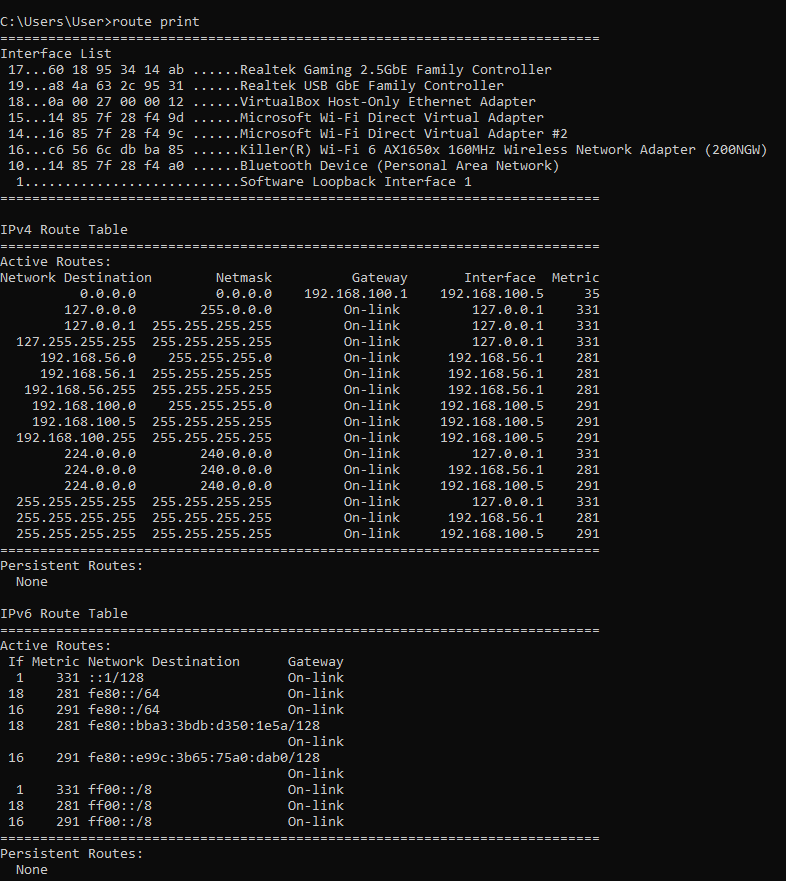 C:\Users\User>route print
===========================================================================
Interface List
 17...60 18 95 34 14 ab ......Realtek Gaming 2.5GbE Family Controller
 19...a8 4a 63 2c 95 31 ......Realtek USB GbE Family Controller
 18...0a 00 27 00 00 12 ......VirtualBox Host-Only Ethernet Adapter
 15...14 85 7f 28 f4 9d ......Microsoft Wi-Fi Direct Virtual Adapter
 14...16 85 7f 28 f4 9c ......Microsoft Wi-Fi Direct Virtual Adapter #2
 16...c6 56 6c db ba 85 ......Killer(R) Wi-Fi 6 AX1650x 160MHz Wireless Network Adapter (200NGW)
 10...14 85 7f 28 f4 a0 ......Bluetooth Device (Personal Area Network)
  1...........................Software Loopback Interface 1
===========================================================================
IPv4 Route Table
===========================================================================
Active Routes:
Network Destination        Netmask          Gateway       Interface  Metric
          0.0.0.0          0.0.0.0    192.168.100.1    192.168.100.5     35
        127.0.0.0        255.0.0.0         On-link         127.0.0.1    331
        127.0.0.1  255.255.255.255         On-link         127.0.0.1    331
  127.255.255.255  255.255.255.255         On-link         127.0.0.1    331
     192.168.56.0    255.255.255.0         On-link      192.168.56.1    281
     192.168.56.1  255.255.255.255         On-link      192.168.56.1    281
   192.168.56.255  255.255.255.255         On-link      192.168.56.1    281
    192.168.100.0    255.255.255.0         On-link     192.168.100.5    291
    192.168.100.5  255.255.255.255         On-link     192.168.100.5    291
  192.168.100.255  255.255.255.255         On-link     192.168.100.5    291
        224.0.0.0        240.0.0.0         On-link         127.0.0.1    331
        224.0.0.0        240.0.0.0         On-link      192.168.56.1    281
        224.0.0.0        240.0.0.0         On-link     192.168.100.5    291
  255.255.255.255  255.255.255.255         On-link         127.0.0.1    331
  255.255.255.255  255.255.255.255         On-link      192.168.56.1    281
  255.255.255.255  255.255.255.255         On-link     192.168.100.5    291
===========================================================================
Persistent Routes:
  None
IPv6 Route Table
===========================================================================
Active Routes:
 If Metric Network Destination      Gateway
  1    331 ::1/128                  On-link
 18    281 fe80::/64                On-link
 16    291 fe80::/64                On-link
 18    281 fe80::bba3:3bdb:d350:1e5a/128
                                    On-link
 16    291 fe80::e99c:3b65:75a0:dab0/128
                                    On-link
  1    331 ff00::/8                 On-link
 18    281 ff00::/8                 On-link
 16    291 ff00::/8                 On-link
===========================================================================
Persistent Routes:
  None